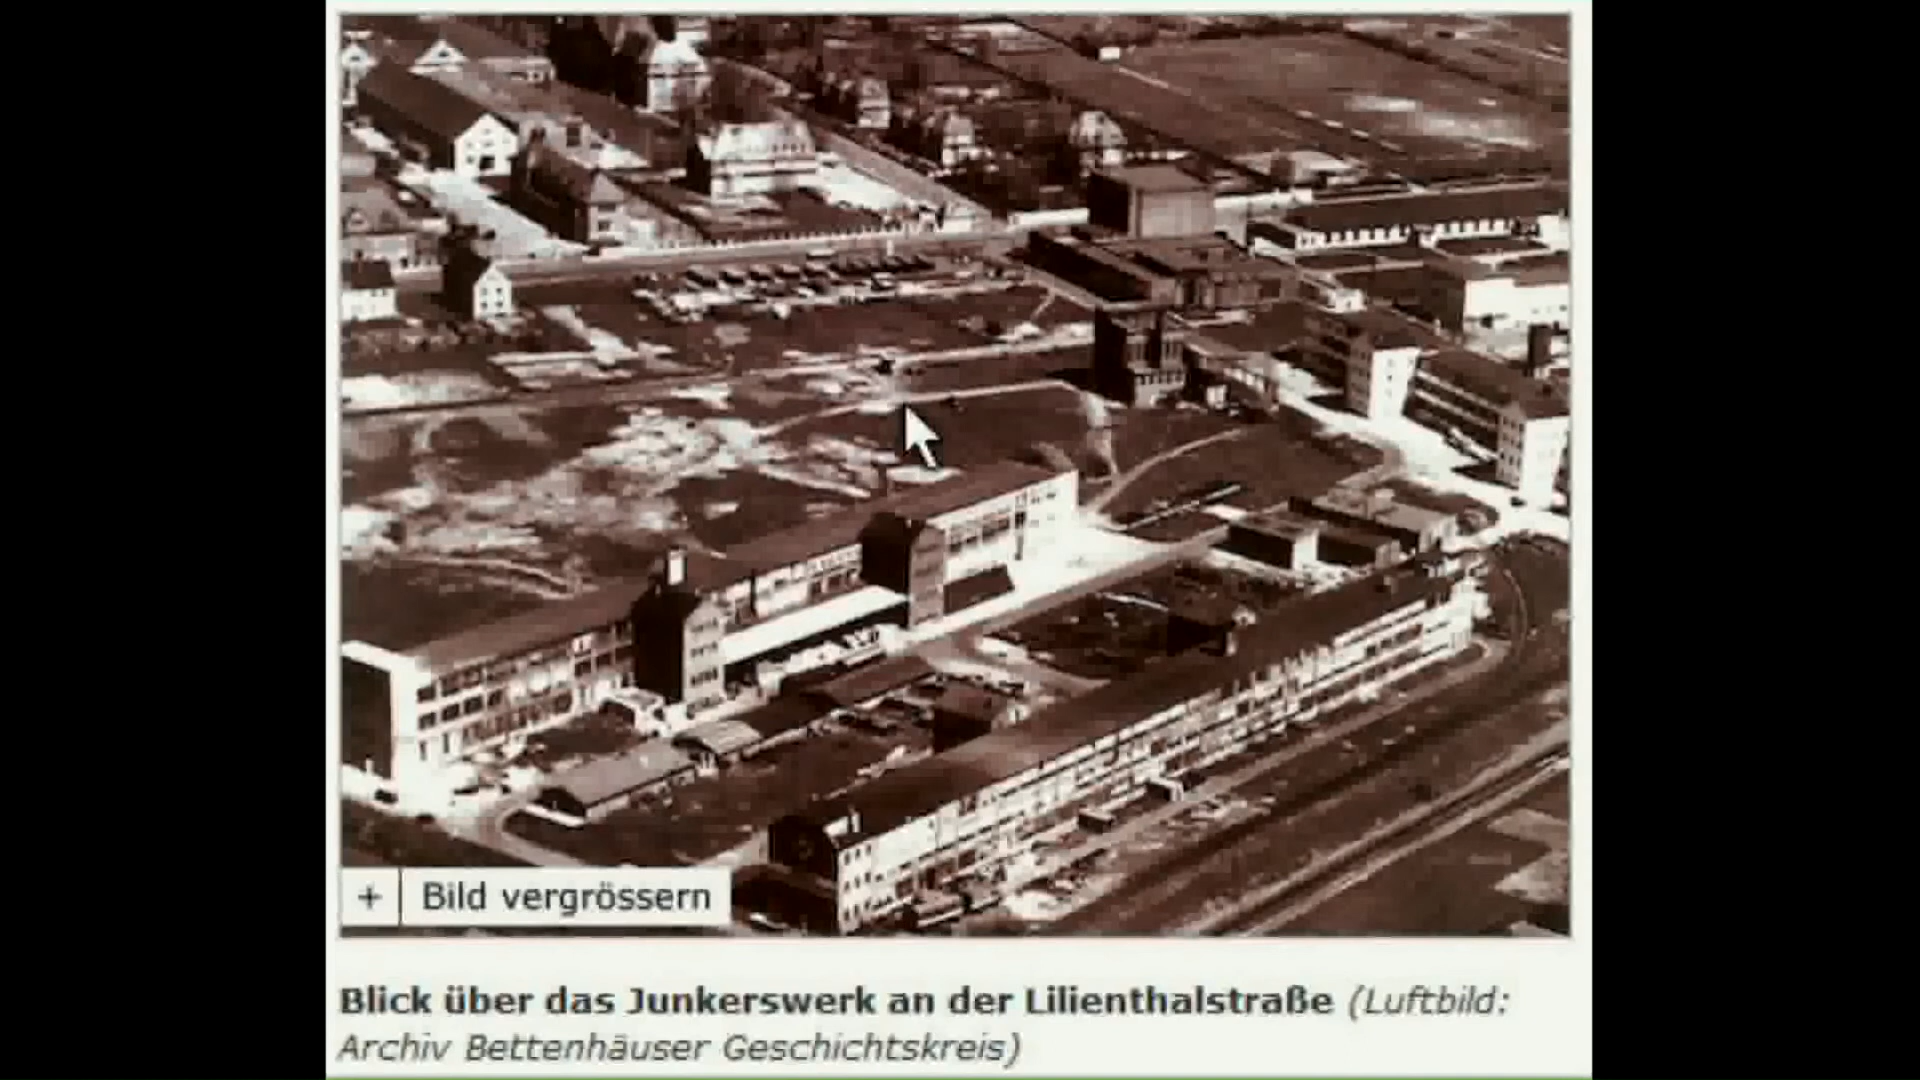 + Bild vergrössern
Blick über das Junkerswerk an der Lilienthalstraße (Luftbild:
Archiv Bettenhäuser Geschichtskreis)